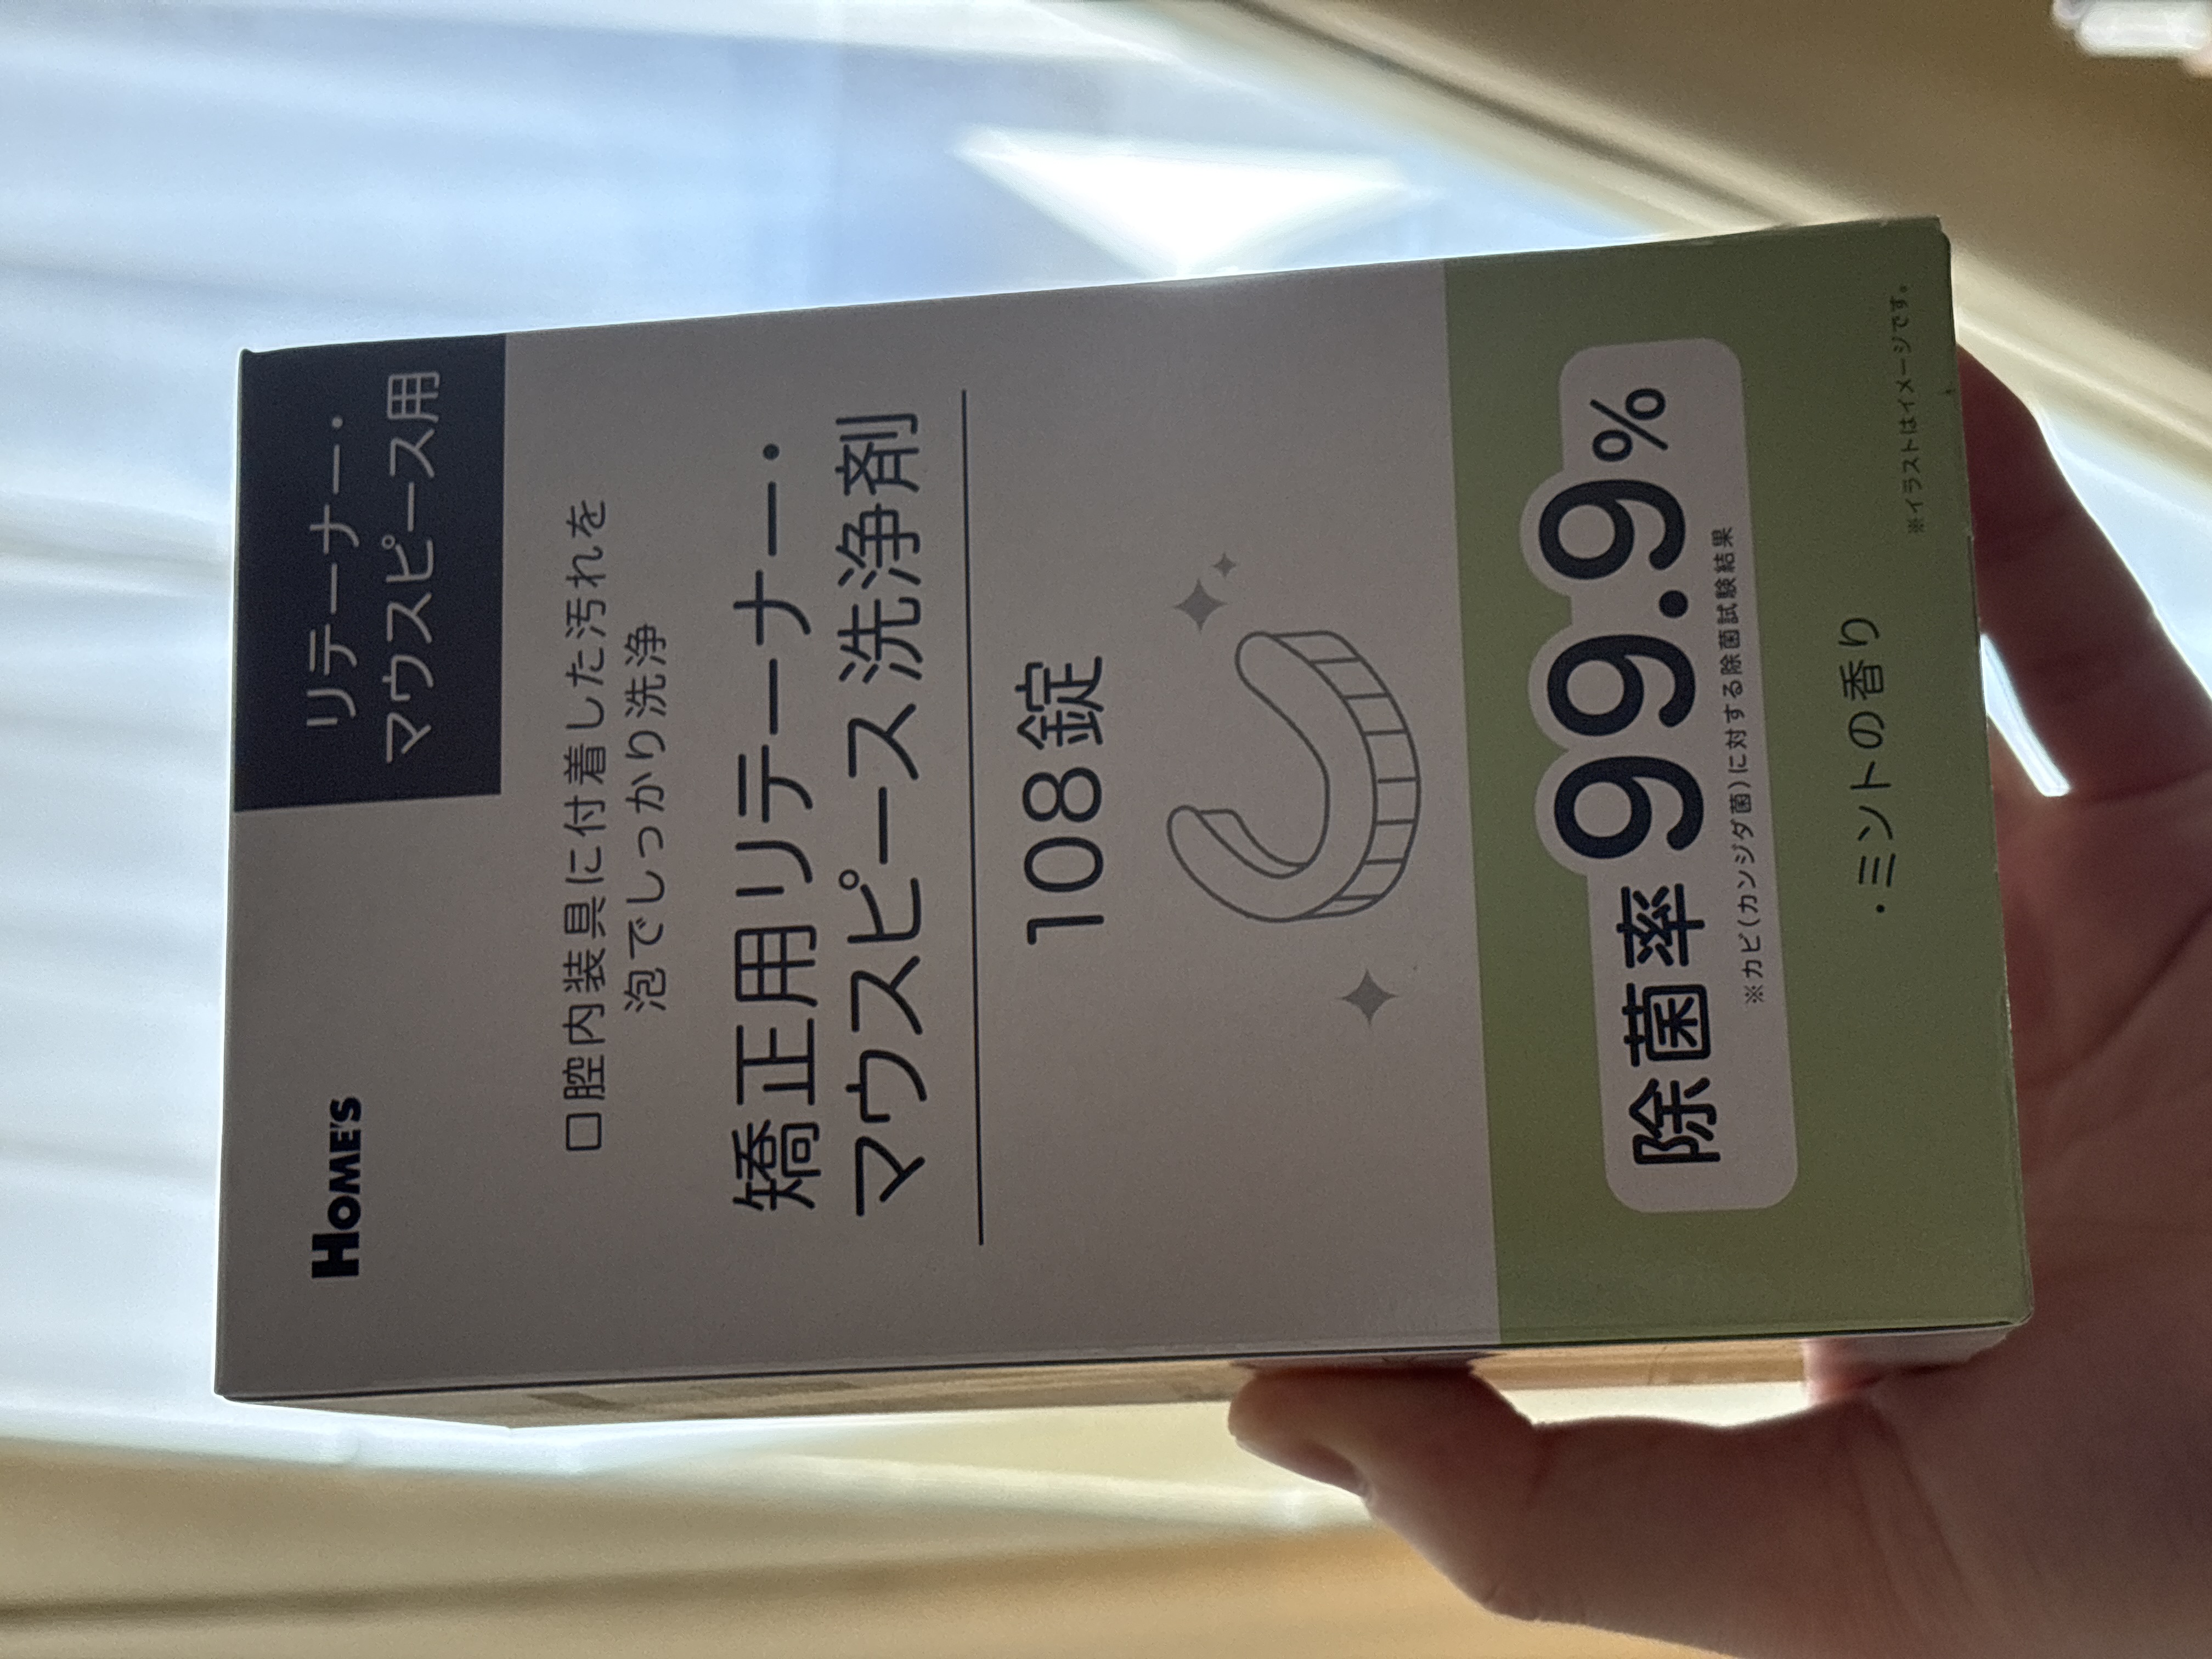 HOME'S
リテーナー・
マウスピース用
口腔内装具に付着した汚れを
泡でしっかり洗浄
矯正用リテーナー・
マウスピース洗浄剤
108錠
除菌率99.9%
※カビ(カンジダ菌)に対する除菌試験結果
・ミントの香り
※イラストはイメージです。